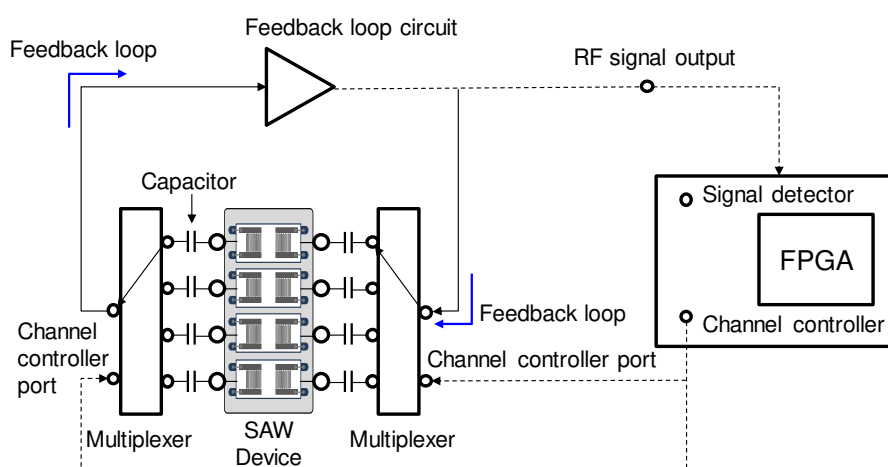 Feedback loop circuit
Feedback loop
RF signal output
Capacitor
Signal detector
FPGA
Feedback loop
Channel controller
Channel
controller
port
Channel controller port
Multiplexer
SAW
Device
Multiplexer